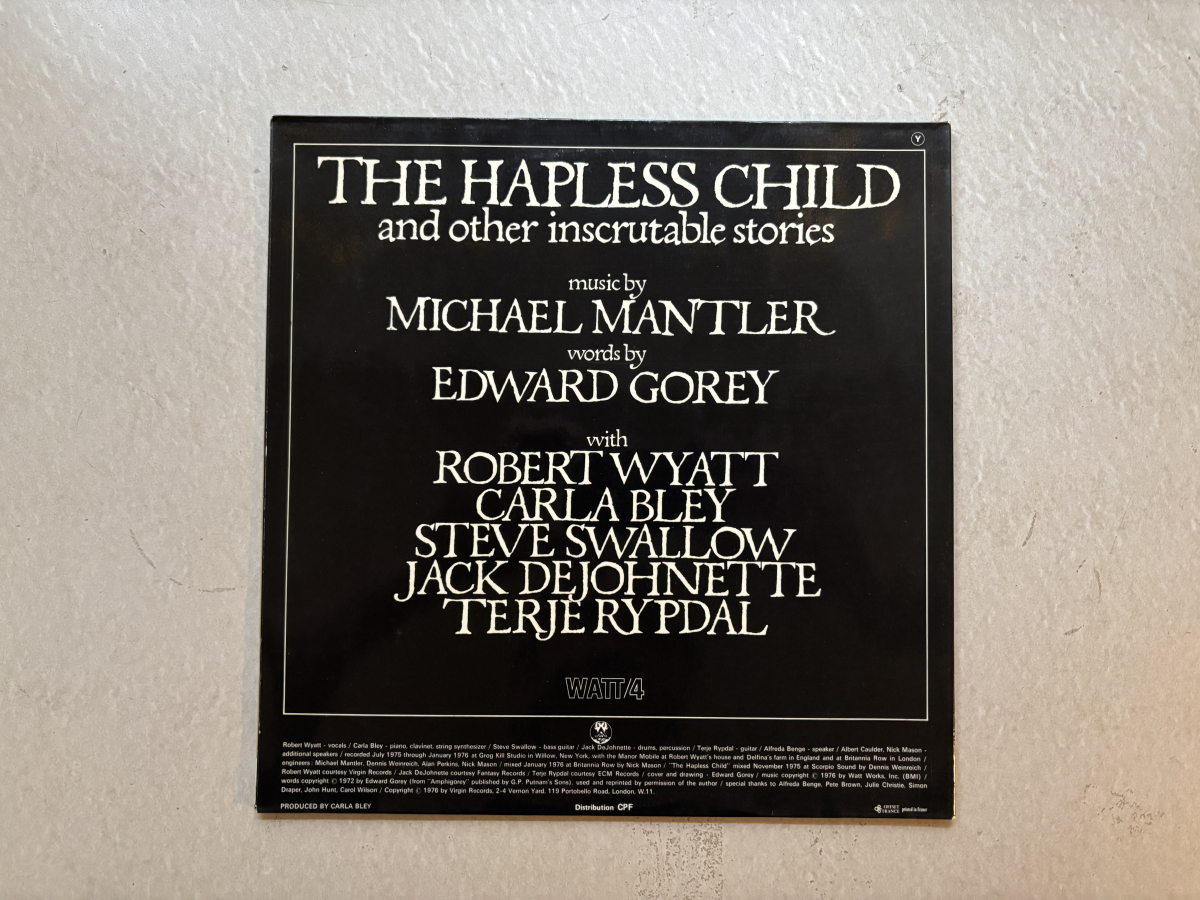 Y
THE HAPLESS CHILD
and other inscrutable stories
music by
MICHAEL MANTLER
words by
EDWARD GOREY
with
ROBERT WYATT
CARLA BLEY
STEVE SWALLOW
JACK DEJOHNETTE
TERJE RYPDAL
WATT/4
Robert Wyatt - vocals / Carla Bley - piano, clavinet, string synthesizer / Steve Swallow - bass guitar / Jack DeJohnette - drums, percussion / Terje Rypdal - guitar / Alfreda Benge - speaker / Albert Caulder, Nick Mason -
additional speakers / recorded July 1975 through January 1976 at Grog Kill Studio in Willow, New York, with the Manor Mobile at Robert Wyatt's house and Delfina's farm in England and at Britannia Row in London /
engineers: Michael Mantler, Dennis Weinreich, Alan Perkins, Nick Mason / mixed January 1976 at Britannia Row by Nick Mason / "The Hapless Child" mixed November 1975 at Scorpio Sound by Dennis Weinreich /
Robert Wyatt courtesy Virgin Records / Jack DeJohnette courtesy Fantasy Records / Terje Rypdal courtesy ECM Records / cover and drawing - Edward Gorey / music copyright © 1976 by Watt Works, Inc. (BMI) /
words copyright © 1972 by Edward Gorey (from "Amphigorey" published by G.P. Putnam's Sons), used and reprinted by permission of the author / special thanks to Alfreda Benge, Pete Brown, Julie Christie, Simon
Draper, John Hunt, Carol Wilson / Copyright © 1976 by Virgin Records, 2-4 Vernon Yard, 119 Portobello Road, London, W.11.
PRODUCED BY CARLA BLEY
Distribution CPF
OFFSET
FRANCE
printed in france